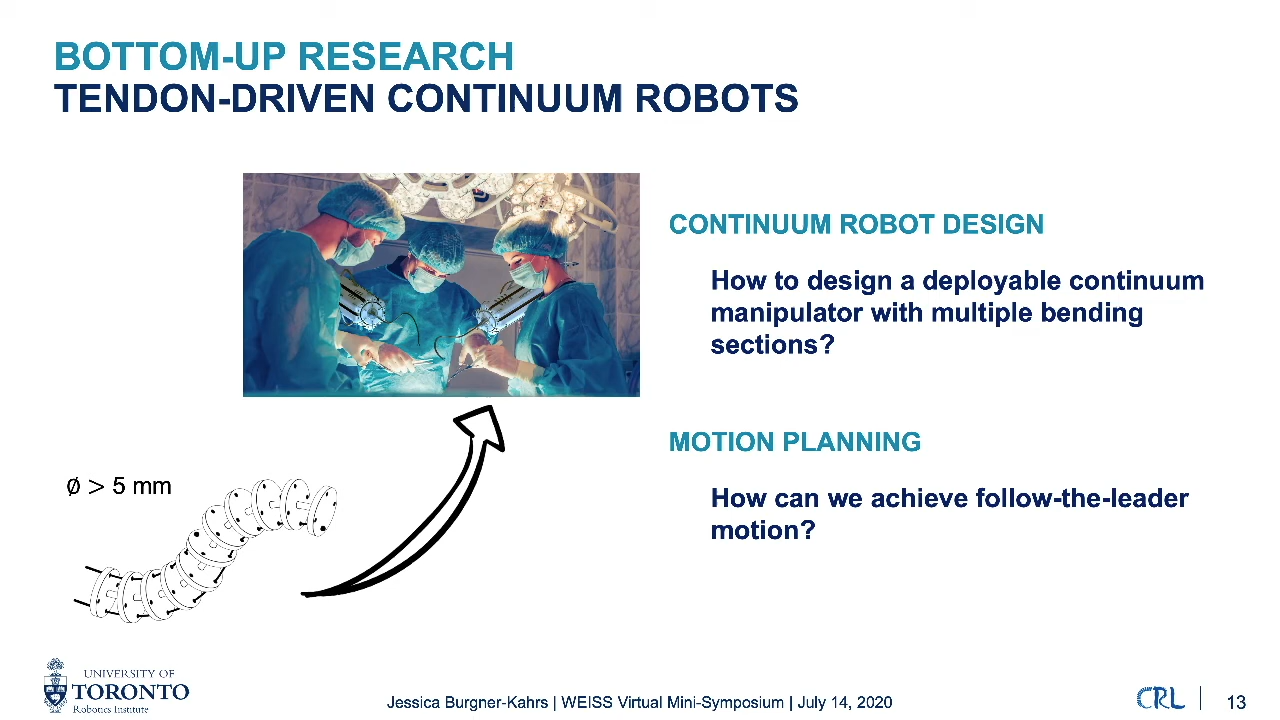 BOTTOM-UP RESEARCH
TENDON-DRIVEN CONTINUUM ROBOTS
CONTINUUM ROBOT DESIGN
How to design a deployable continuum
manipulator with multiple bending
sections?
MOTION PLANNING
How can we achieve follow-the-leader
motion?
∅ > 5 mm
UNIVERSITY OF
TORONTO
Robotics Institute
Jessica Burgner-Kahrs | WEISS Virtual Mini-Symposium | July 14, 2020
CRL
13